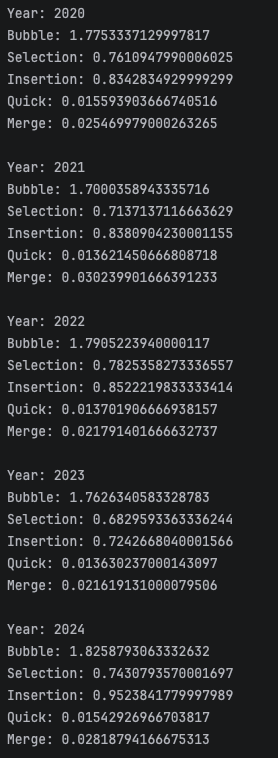 Year: 2020
Bubble: 1.7753337129997817
Selection: 0.7610947990006025
Insertion: 0.8342834929999299
Quick: 0.015593903666740516
Merge: 0.025469979000263265
Year: 2021
Bubble: 1.7000358943335716
Selection: 0.7137137116663629
Insertion: 0.8380904230001155
Quick: 0.013621450666808718
Merge: 0.030239901666391233
Year: 2022
Bubble: 1.7905223940000117
Selection: 0.7825358273336557
Insertion: 0.8522219833333414
Quick: 0.013701906666938157
Merge: 0.021791401666632737
Year: 2023
Bubble: 1.7626340583328783
Selection: 0.6829593363336244
Insertion: 0.7242668040001566
Quick: 0.013630237000143097
Merge: 0.021619131000079506
Year: 2024
Bubble: 1.8258793063332632
Selection: 0.7430793570001697
Insertion: 0.9523841779997989
Quick: 0.01542926966703817
Merge: 0.02818794166675313